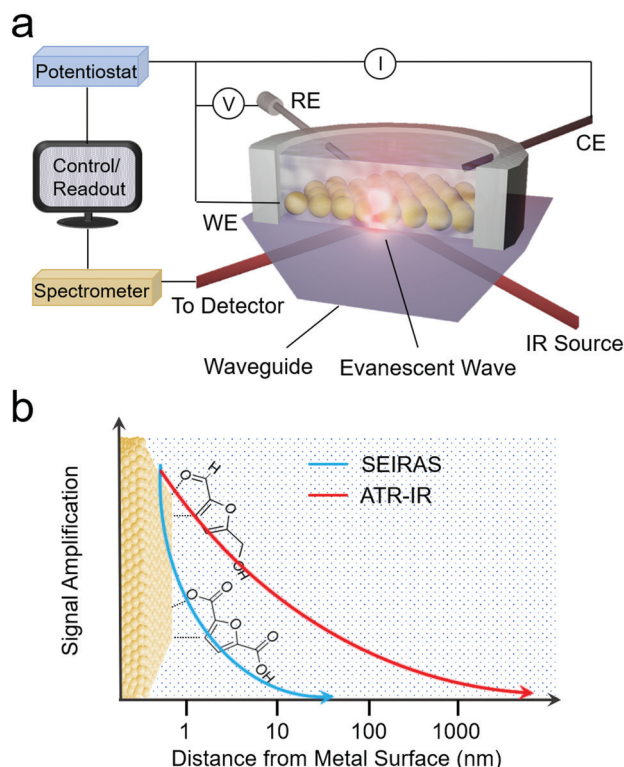 a
Potentiostat
I
V
RE
CE
Control/
Readout
WE
Spectrometer
To Detector
IR Source
Waveguide
Evanescent Wave
b
Signal Amplification
SEIRAS
ATR-IR
O
H
OH
O
O
O
O
O
OH
1
10
100
1000
Distance from Metal Surface (nm)